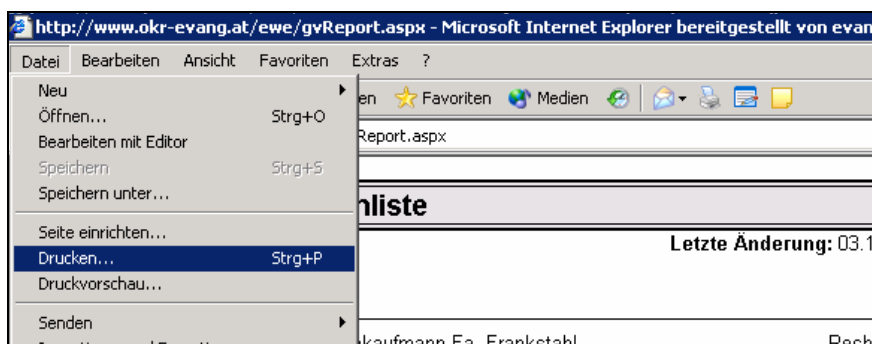 http://www.okr-evang.at/ewe/gvReport.aspx - Microsoft Internet Explorer bereitgestellt von evan
Datei Bearbeiten Ansicht Favoriten Extras ?
Neu
en Favoriten Medien
Öffnen... Strg+O
Bearbeiten mit Editor
Report.aspx
Speichern Strg+S
Speichern unter...
nliste
Seite einrichten...
Drucken... Strg+P
Letzte Änderung: 03.1
Druckvorschau...
Senden
kaufmann Fa. Frankstahl
Rech